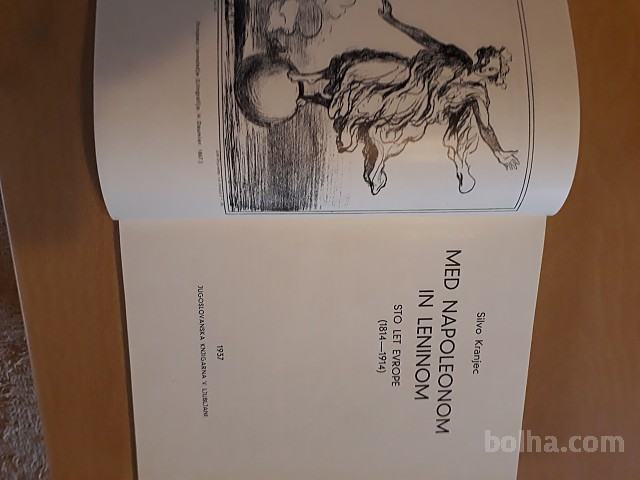 Silvo Kranjec
MED NAPOLEONOM
IN LENINOM
STO LET EVROPE
(1814—1914)
1937
JUGOSLOVANSKA KNJIGARNA V LJUBLJANI
bolha.com